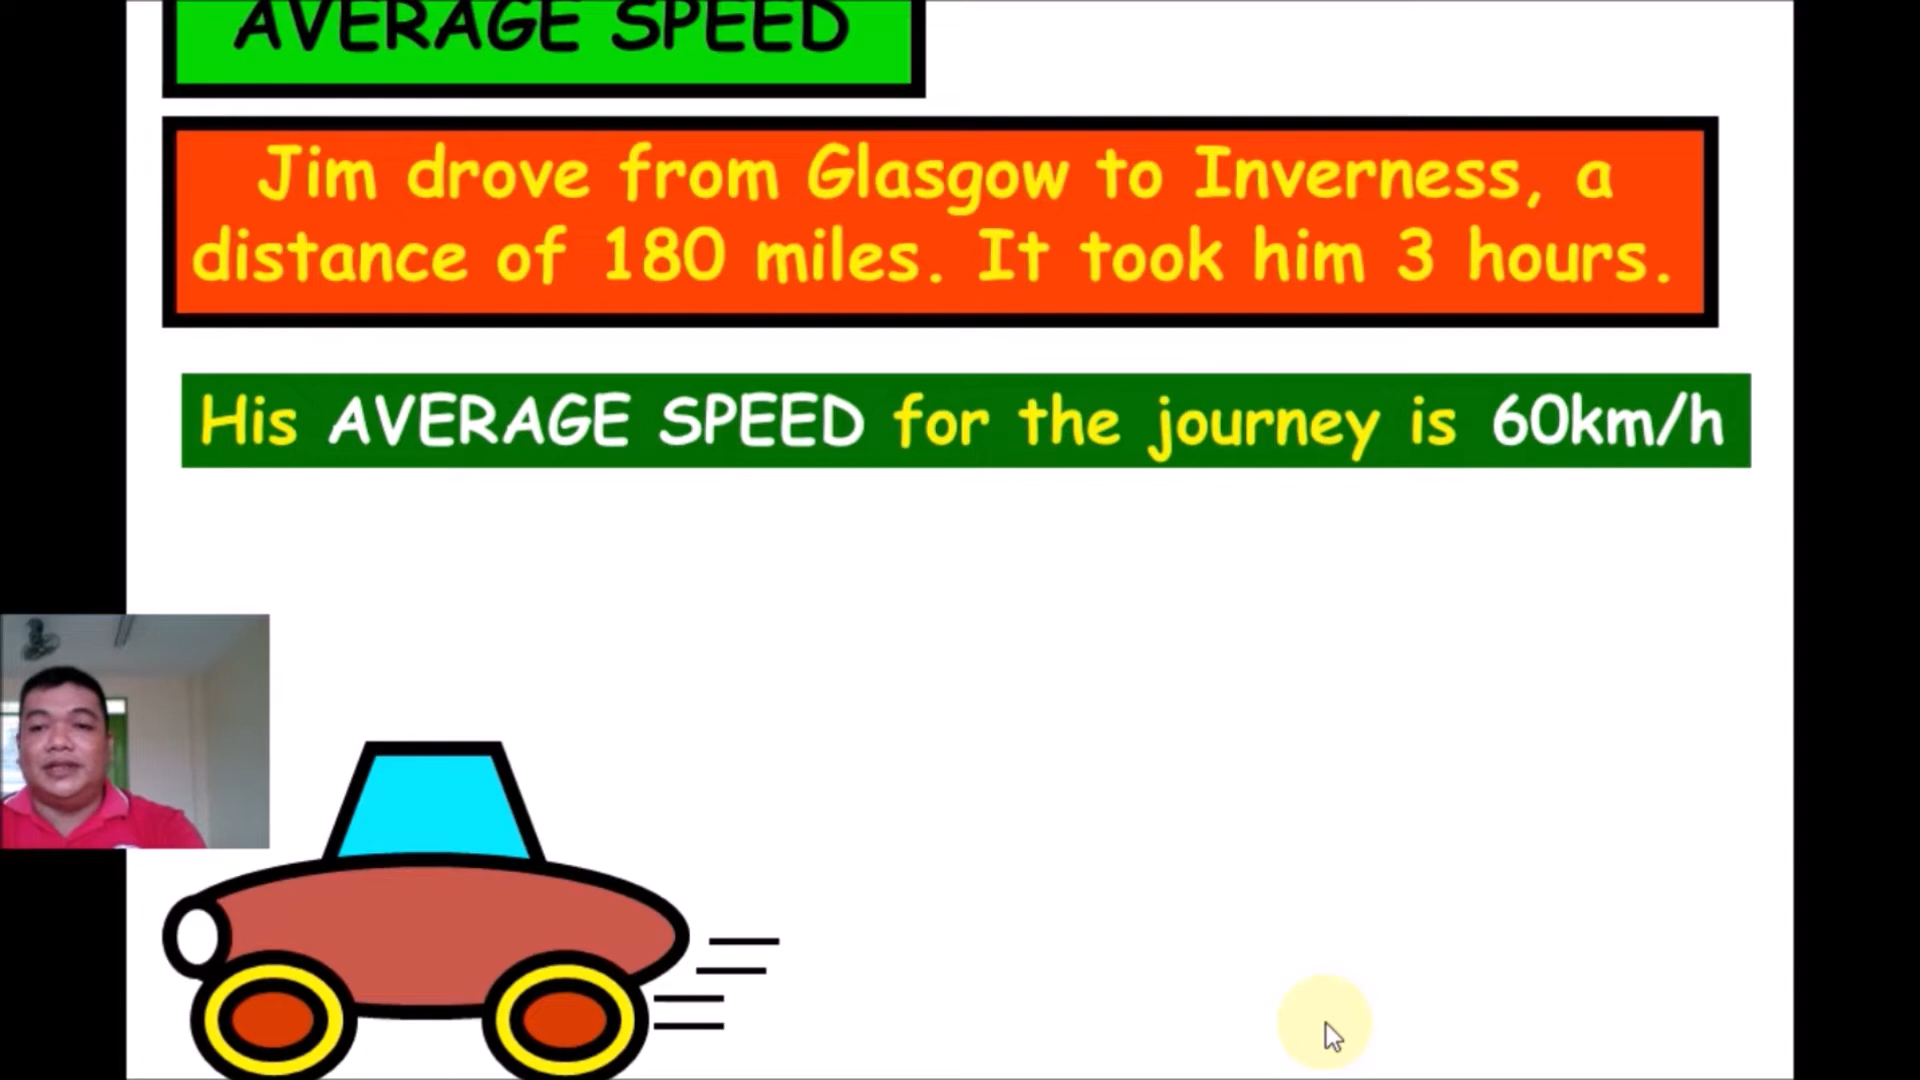 AVERAGE SPEED
Jim drove from Glasgow to Inverness, a
distance of 180 miles. It took him 3 hours.
His AVERAGE SPEED for the journey is 60km/h